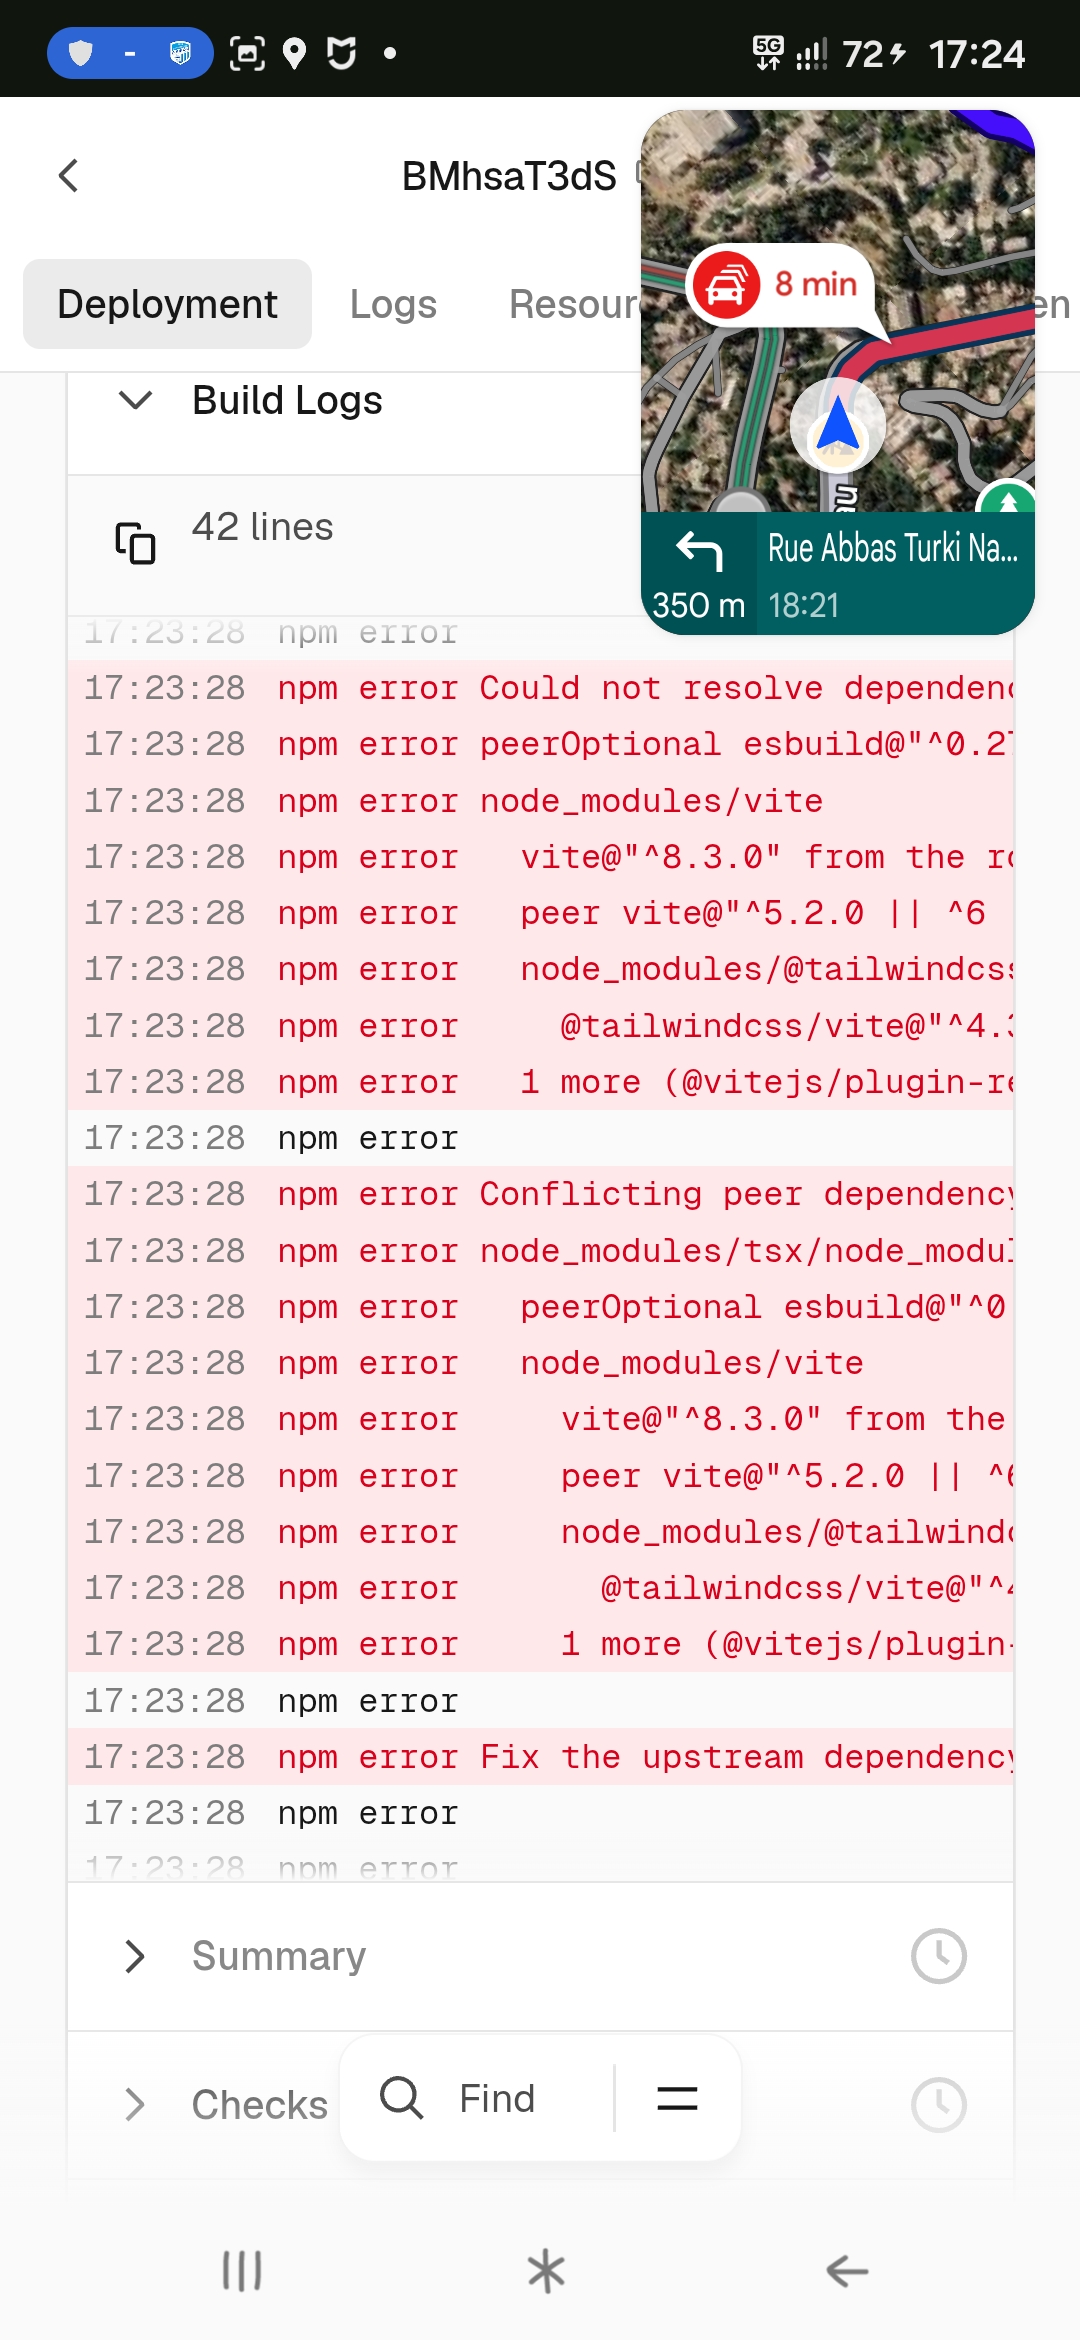 5G
72
17:24
BMhsaT3dS
8 min
Deployment
Logs
Build Logs
42 lines
Rue Abbas Turki Na...
350 m
18:21
17:23:28 npm error
17:23:28 npm error Could not resolve
17:23:28 npm error peerOptional esbuild@"^0.2
17:23:28 npm error node_modules/vite
17:23:28 npm error vite@"^8.3.0" from the
17:23:28 npm error peer vite@"^5.2.0 || ^6
17:23:28 npm error node_modules/@tailwindcss
17:23:28 npm error @tailwindcss/vite@"^4.
17:23:28 npm error 1 more (@vitejs/plugin-re
17:23:28 npm error
17:23:28 npm error Conflicting peer dependency
17:23:28 npm error node_modules/tsx/node_modul
17:23:28 npm error peerOptional esbuild@"^0
17:23:28 npm error node_modules/vite
17:23:28 npm error vite@"^8.3.0" from the
17:23:28 npm error peer vite@"^5.2.0 || ^6
17:23:28 npm error node_modules/@tailwind
17:23:28 npm error @tailwindcss/vite@"^4
17:23:28 npm error 1 more (@vitejs/plugin-
17:23:28 npm error
17:23:28 npm error Fix the upstream dependency
17:23:28 npm error
17:23:28 npm error
Summary
Checks
Find